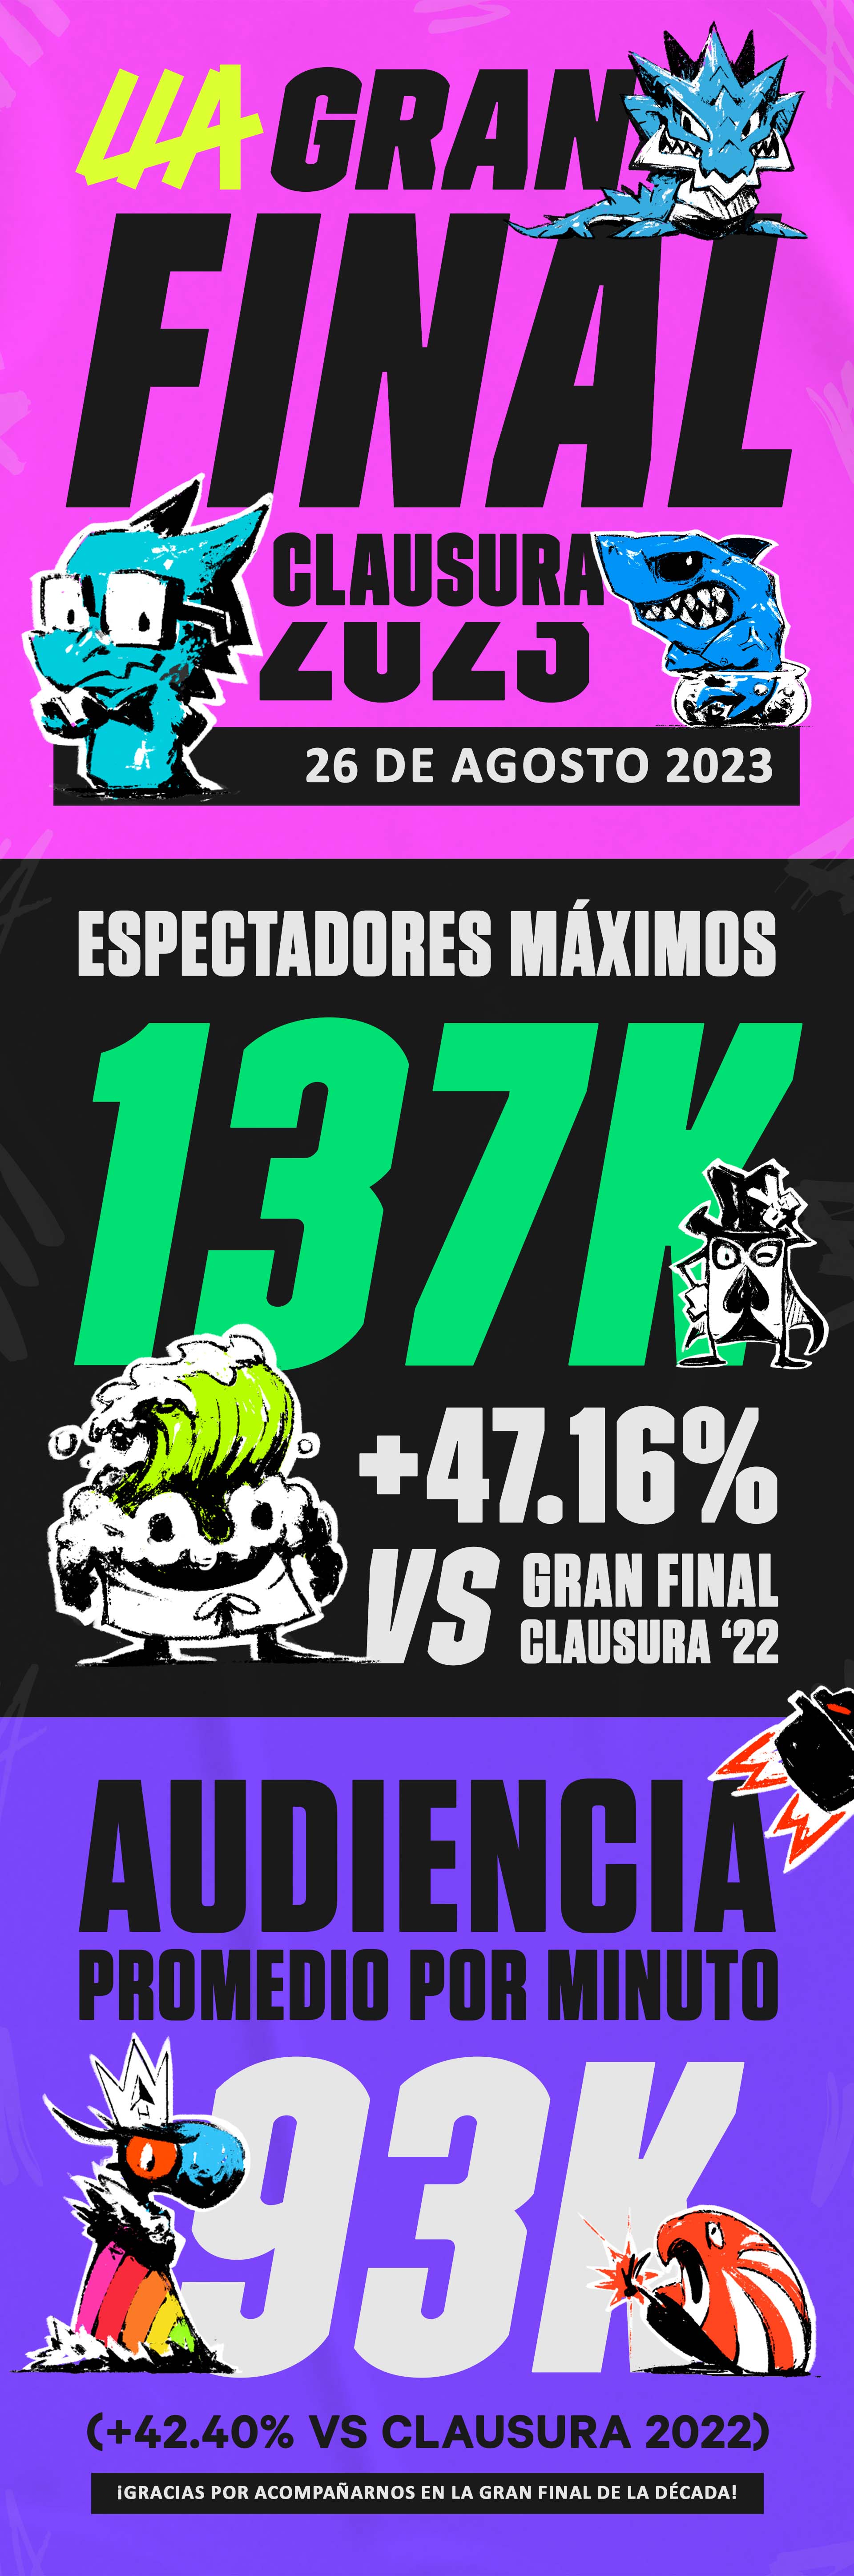 LLA GRAN
FINAL
CLAUSURA
2023
26 DE AGOSTO 2023
ESPECTADORES MÁXIMOS
137K
+47.16%
VS GRAN FINAL
CLAUSURA ‘22
AUDIENCIA
PROMEDIO POR MINUTO
93K
(+42.40% VS CLAUSURA 2022)
¡GRACIAS POR ACOMPAÑARNOS EN LA GRAN FINAL DE LA DÉCADA!